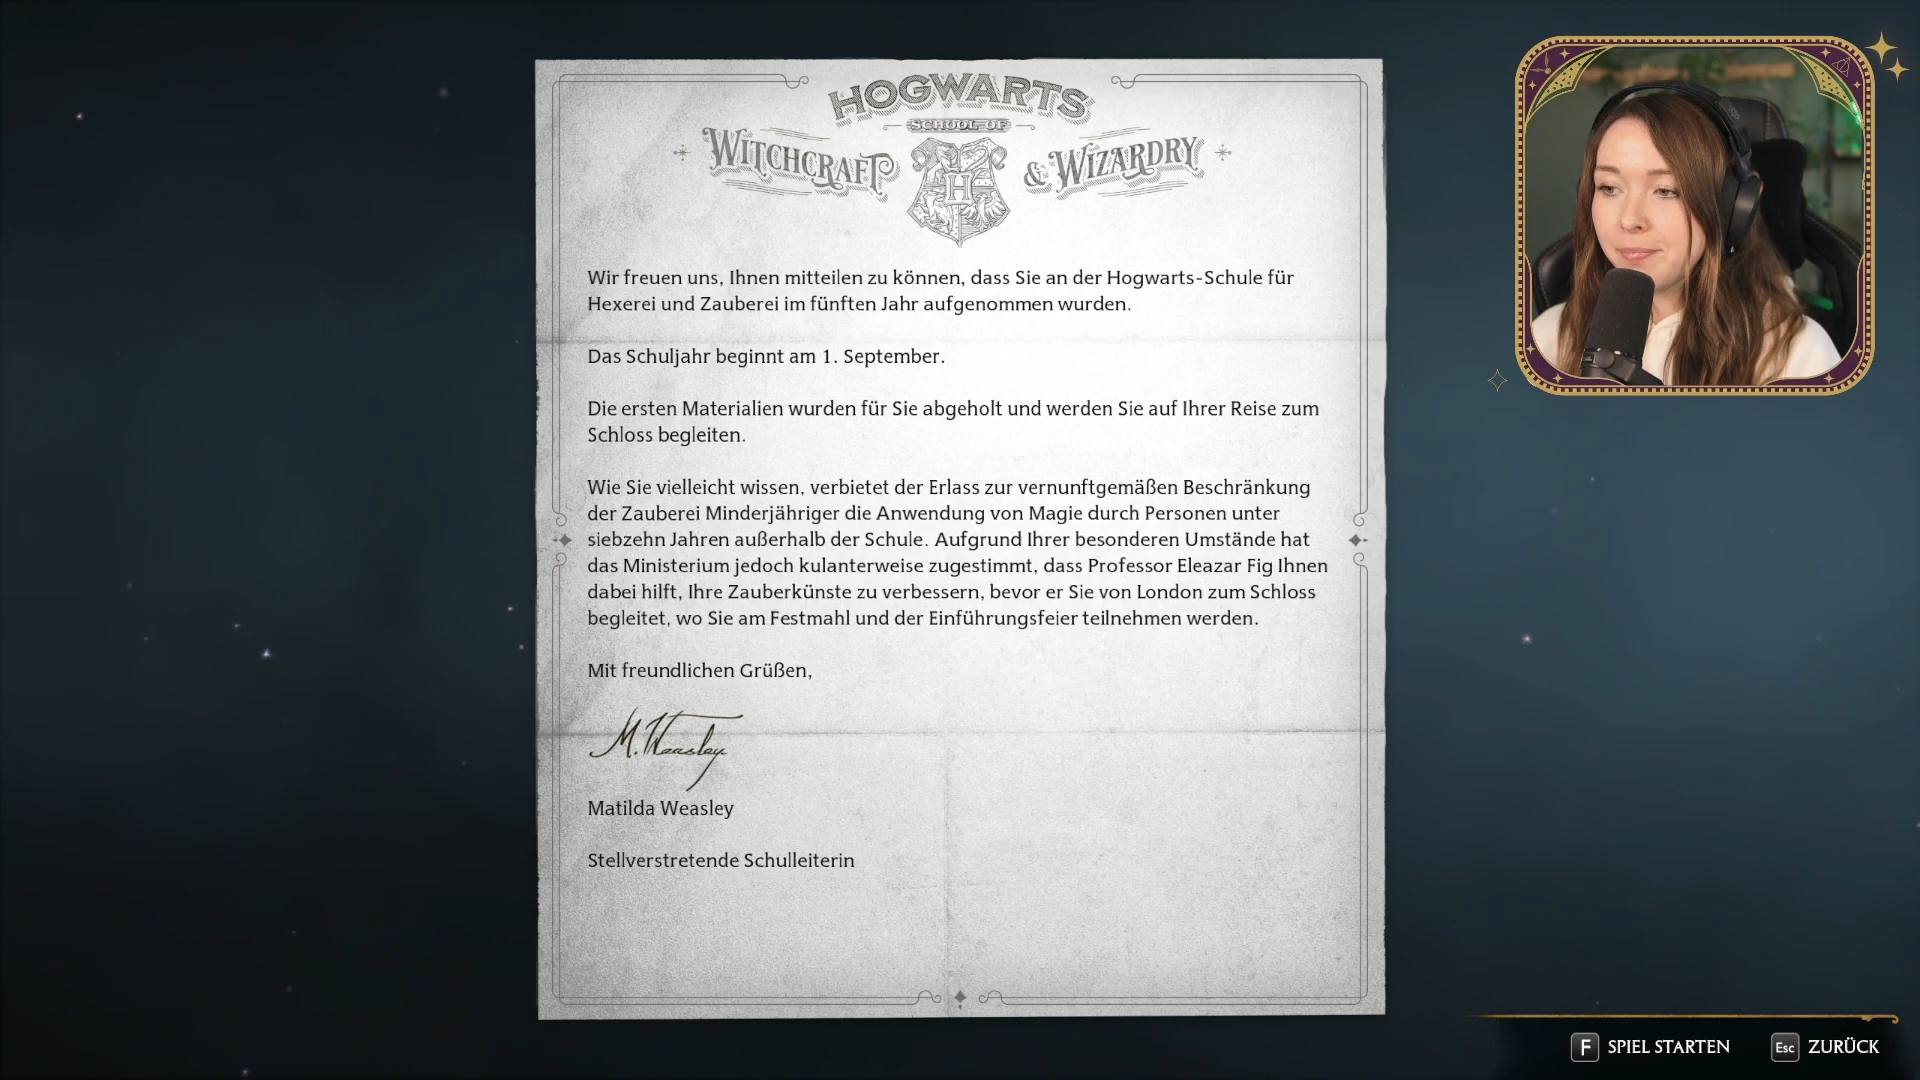 HOGWARTS
SCHOOL OF
WITCHCRAFT & WIZARDRY
H
Wir freuen uns, Ihnen mitteilen zu können, dass Sie an der Hogwarts-Schule für
Hexerei und Zauberei im fünften Jahr aufgenommen wurden.
Das Schuljahr beginnt am 1. September.
Die ersten Materialien wurden für Sie abgeholt und werden Sie auf Ihrer Reise zum
Schloss begleiten.
Wie Sie vielleicht wissen, verbietet der Erlass zur vernunftgemäßen Beschränkung
der Zauberei Minderjähriger die Anwendung von Magie durch Personen unter
siebzehn Jahren außerhalb der Schule. Aufgrund Ihrer besonderen Umstände hat
das Ministerium jedoch kulanterweise zugestimmt, dass Professor Eleazar Fig Ihnen
dabei hilft, Ihre Zauberkünste zu verbessern, bevor er Sie von London zum Schloss
begleitet, wo Sie am Festmahl und der Einführungsfeier teilnehmen werden.
Mit freundlichen Grüßen,
M. Weasley
Matilda Weasley
Stellverstretende Schulleiterin
F SPIEL STARTEN Esc ZURÜCK